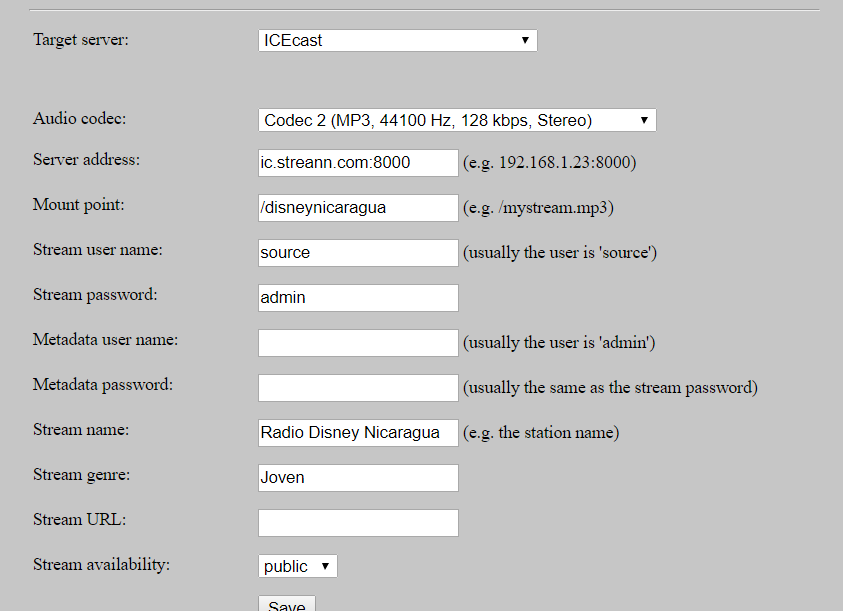 Target server: ICEcast
Audio codec: Codec 2 (MP3, 44100 Hz, 128 kbps, Stereo)
Server address: ic.streann.com:8000 (e.g. 192.168.1.23:8000)
Mount point: /disneynicaragua (e.g. /mystream.mp3)
Stream user name: source (usually the user is 'source')
Stream password: admin
Metadata user name: (usually the user is 'admin')
Metadata password: (usually the same as the stream password)
Stream name: Radio Disney Nicaragua (e.g. the station name)
Stream genre: Joven
Stream URL:
Stream availability: public
Save